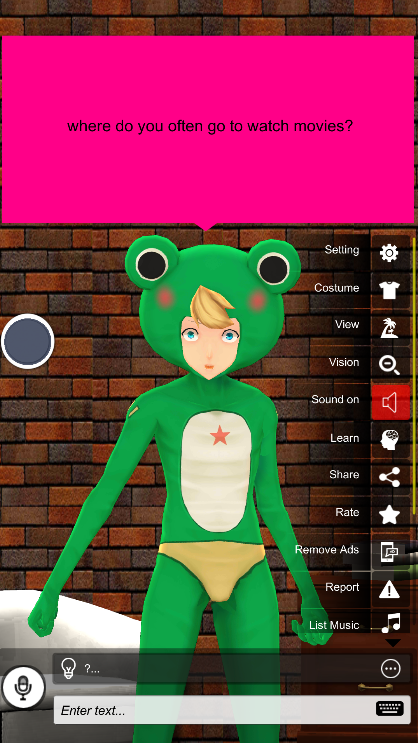 where do you often go to watch movies?
Setting
Costume
View
Vision
Sound on
Learn
Share
Rate
Remove Ads
Report
List Music
?...
Enter text...